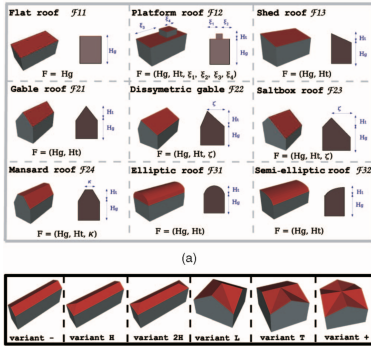 Flat roof F11
Hg
F = Hg
Platform roof F12
ξ3 ξ4
ξ1 ξ2
F = (Hg, Ht, ξ1, ξ2, ξ3, ξ4)
Shed roof F13
Ht
Hg
F = (Hg, Ht)
Gable roof F21
Ht
Hg
F = (Hg, Ht)
Dissymetric gable F22
ζ
Ht
Hg
F = (Hg, Ht, ζ)
Saltbox roof F23
ζ
Ht
Hg
F = (Hg, Ht, ζ)
Mansard roof F24
κ
Ht
Hg
F = (Hg, Ht, κ)
Elliptic roof F31
Ht
Hg
F = (Hg, Ht)
Semi-elliptic roof F32
Ht
Hg
F = (Hg, Ht)
(a)
variant - variant H variant 2H variant L variant T variant +